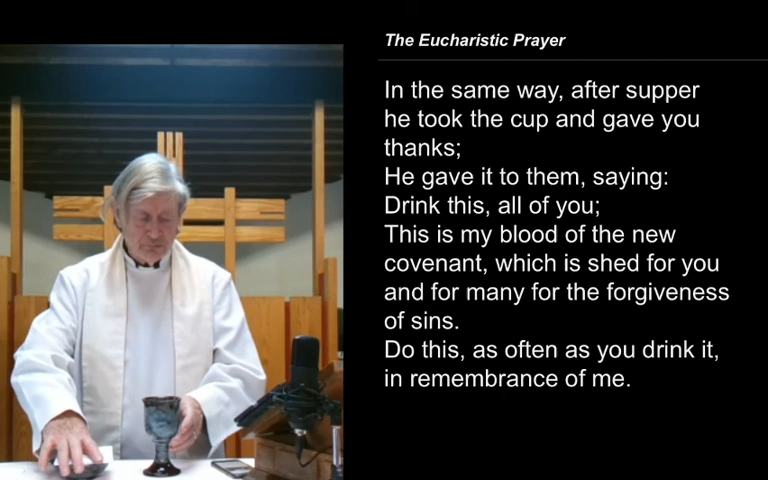 The Eucharistic Prayer
In the same way, after supper
he took the cup and gave you
thanks;
He gave it to them, saying:
Drink this, all of you;
This is my blood of the new
covenant, which is shed for you
and for many for the forgiveness
of sins.
Do this, as often as you drink it,
in remembrance of me.